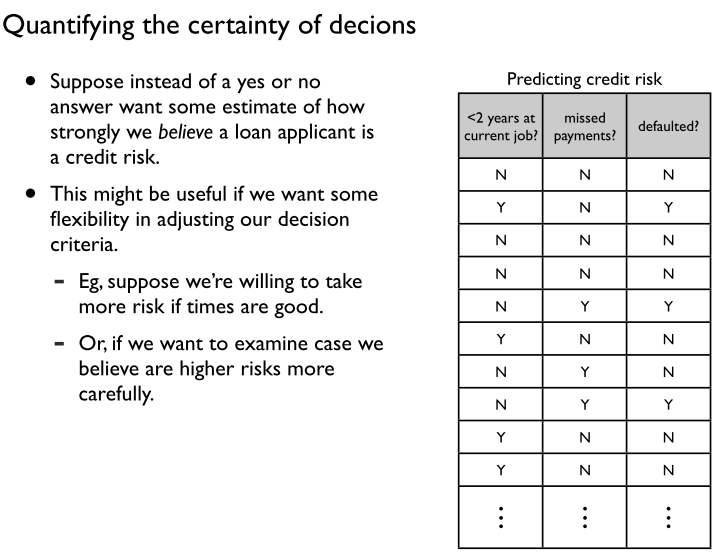 Quantifying the certainty of decions
• Suppose instead of a yes or no
answer want some estimate of how
strongly we believe a loan applicant is
a credit risk.
• This might be useful if we want some
flexibility in adjusting our decision
criteria.
- Eg, suppose we're willing to take
more risk if times are good.
- Or, if we want to examine case we
believe are higher risks more
carefully.
Predicting credit risk
<2 years at current job? missed payments? defaulted?
N N N
Y N Y
N N N
N N N
N Y Y
Y N N
N Y N
N Y Y
Y N N
Y N N
⋮ ⋮ ⋮